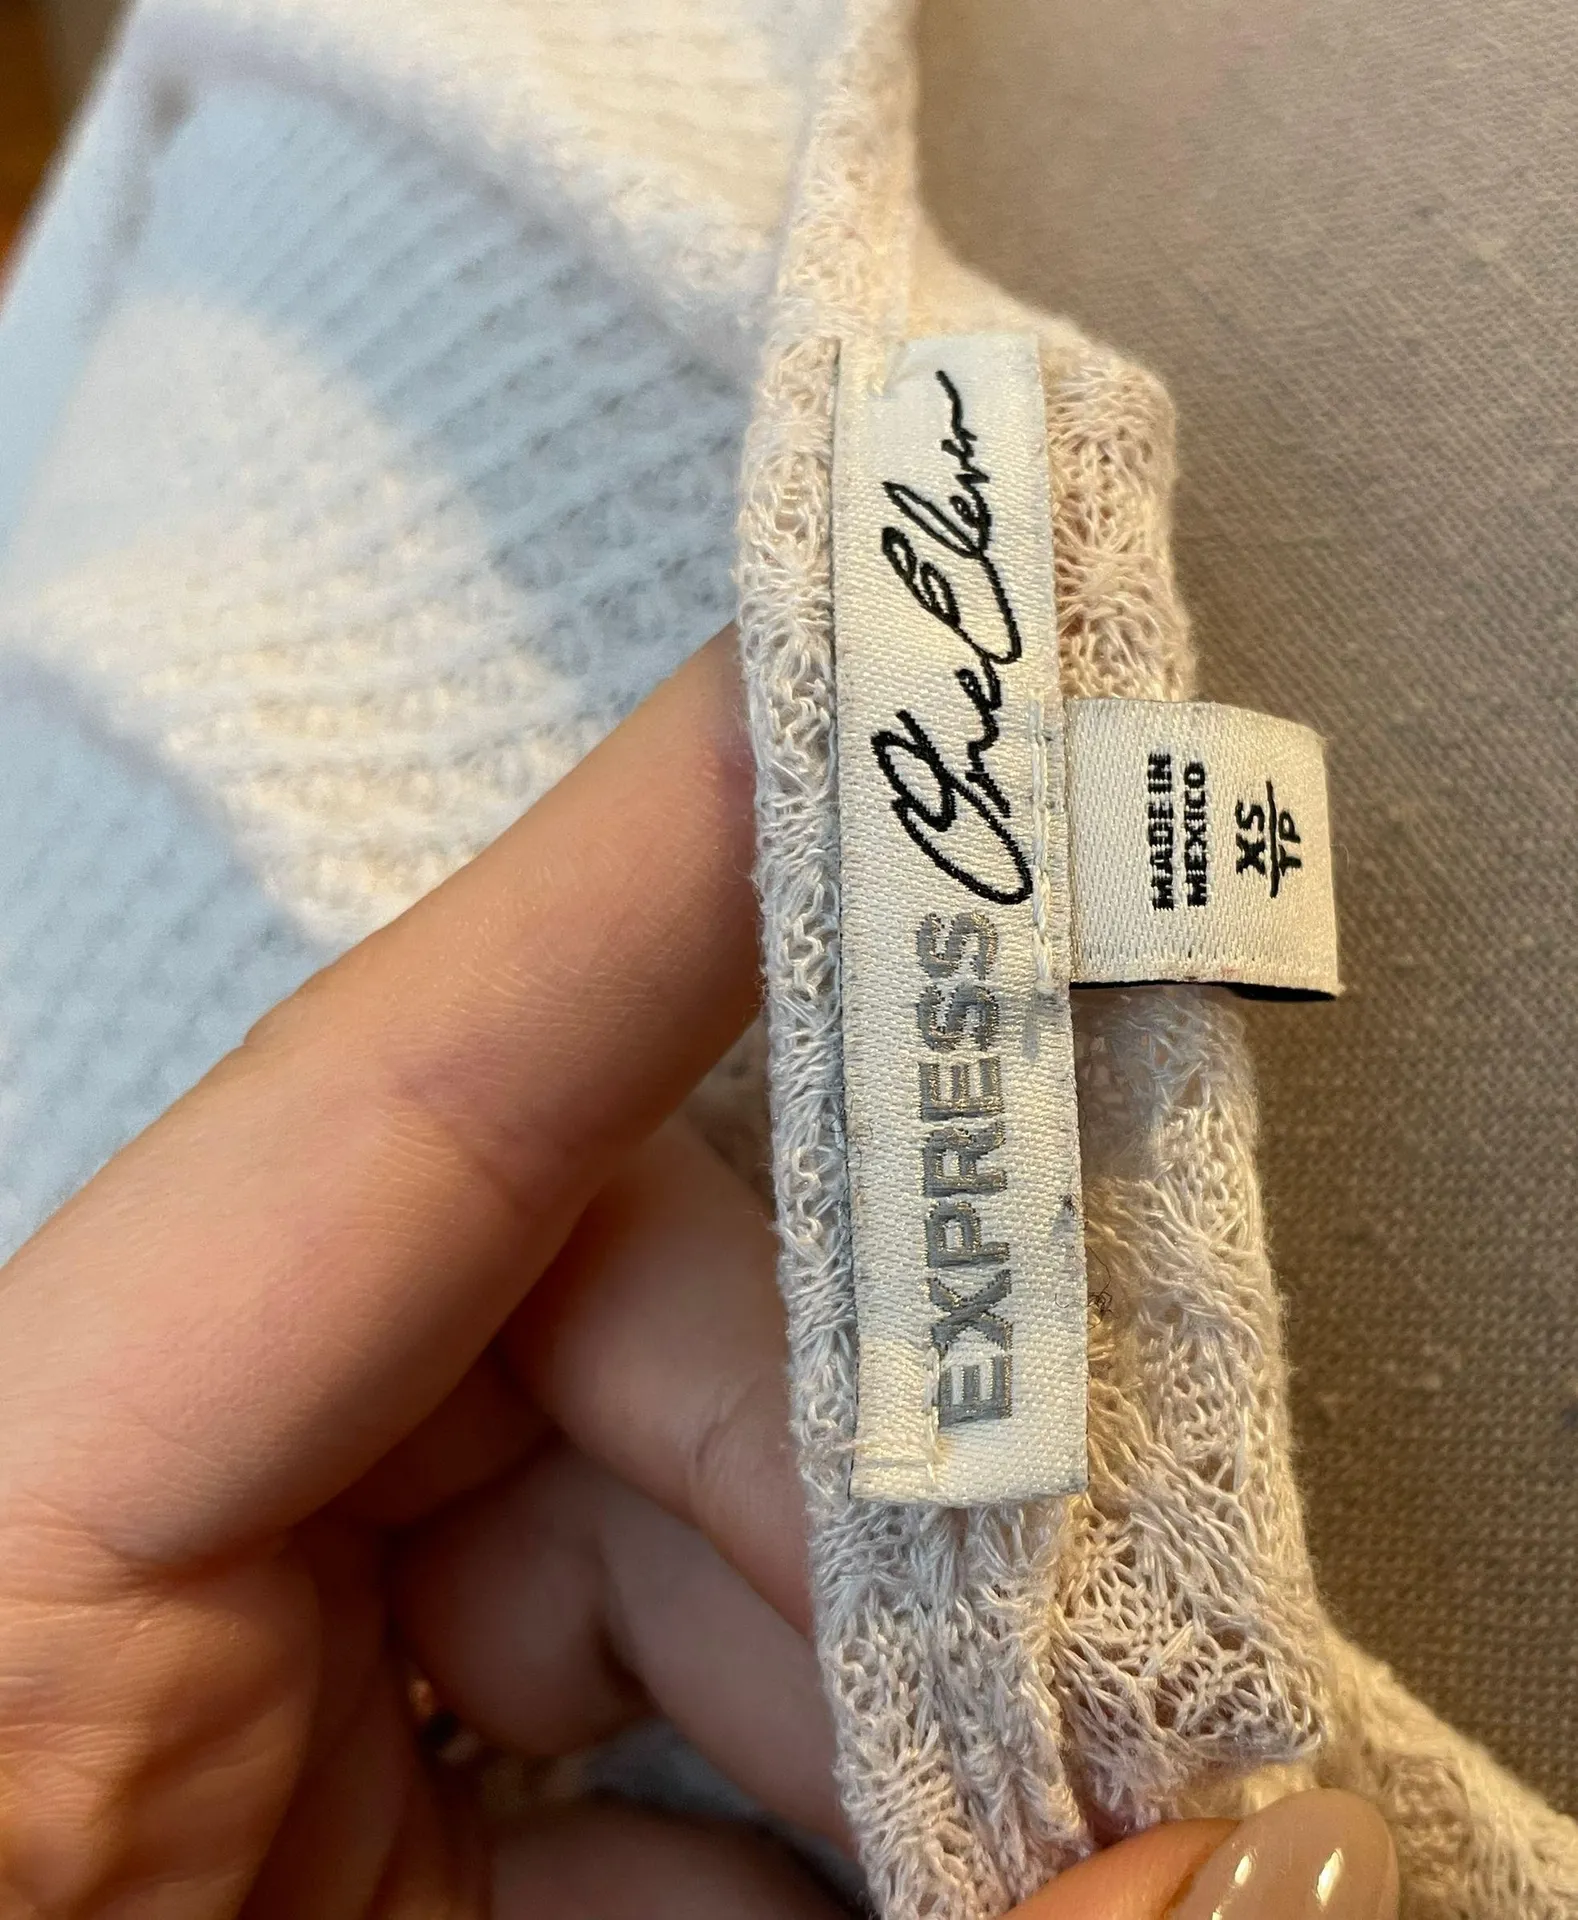 EXPRESS One Eleven
MADE IN
MEXICO
XS
TP